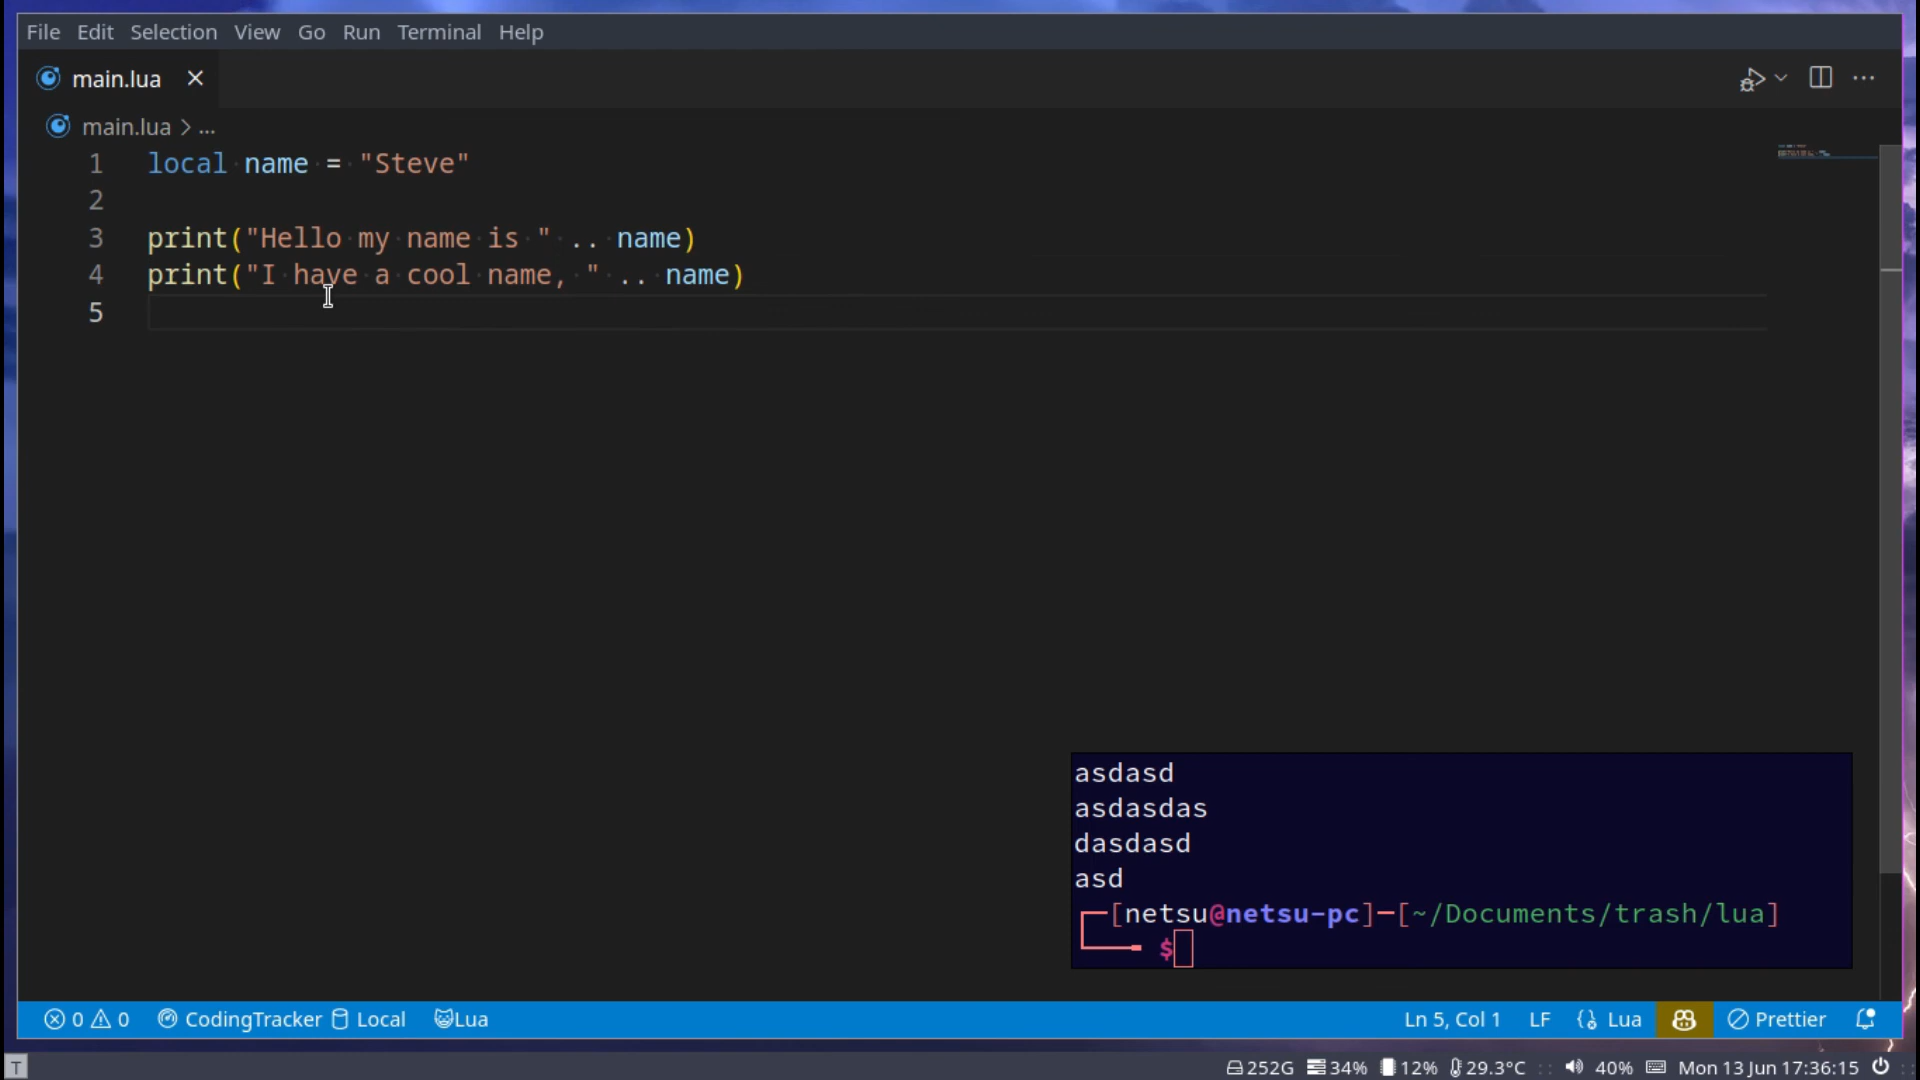 File Edit Selection View Go Run Terminal Help
main.lua
main.lua > ...
1 local name = "Steve"
2
3 print("Hello my name is " .. name)
4 print("I have a cool name, " .. name)
5
asdasd
asdasdas
dasdasd
asd
[netsu@netsu-pc]-[~/Documents/trash/lua]
$
0 0 CodingTracker Local Lua Ln 5, Col 1 LF Lua Prettier
T 252G 34% 12% 29.3°C 40% Mon 13 Jun 17:36:15